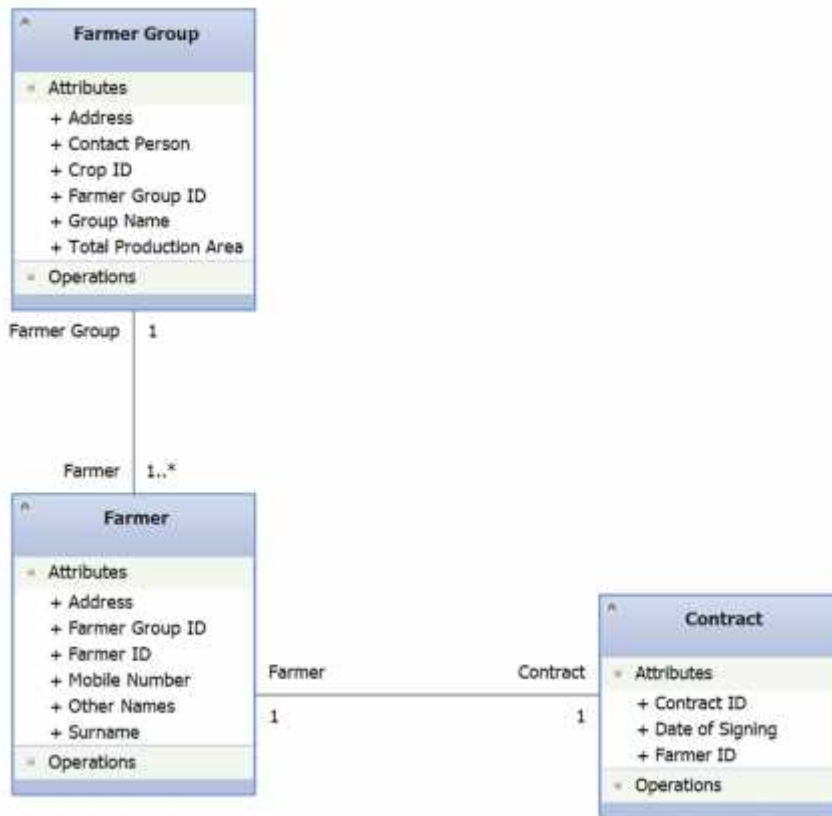 Farmer Group
Attributes
+ Address
+ Contact Person
+ Crop ID
+ Farmer Group ID
+ Group Name
+ Total Production Area
Operations
Farmer Group 1
Farmer 1..*
Farmer
Attributes
+ Address
+ Farmer Group ID
+ Farmer ID
+ Mobile Number
+ Other Names
+ Surname
Operations
Farmer Contract
1 1
Contract
Attributes
+ Contract ID
+ Date of Signing
+ Farmer ID
Operations